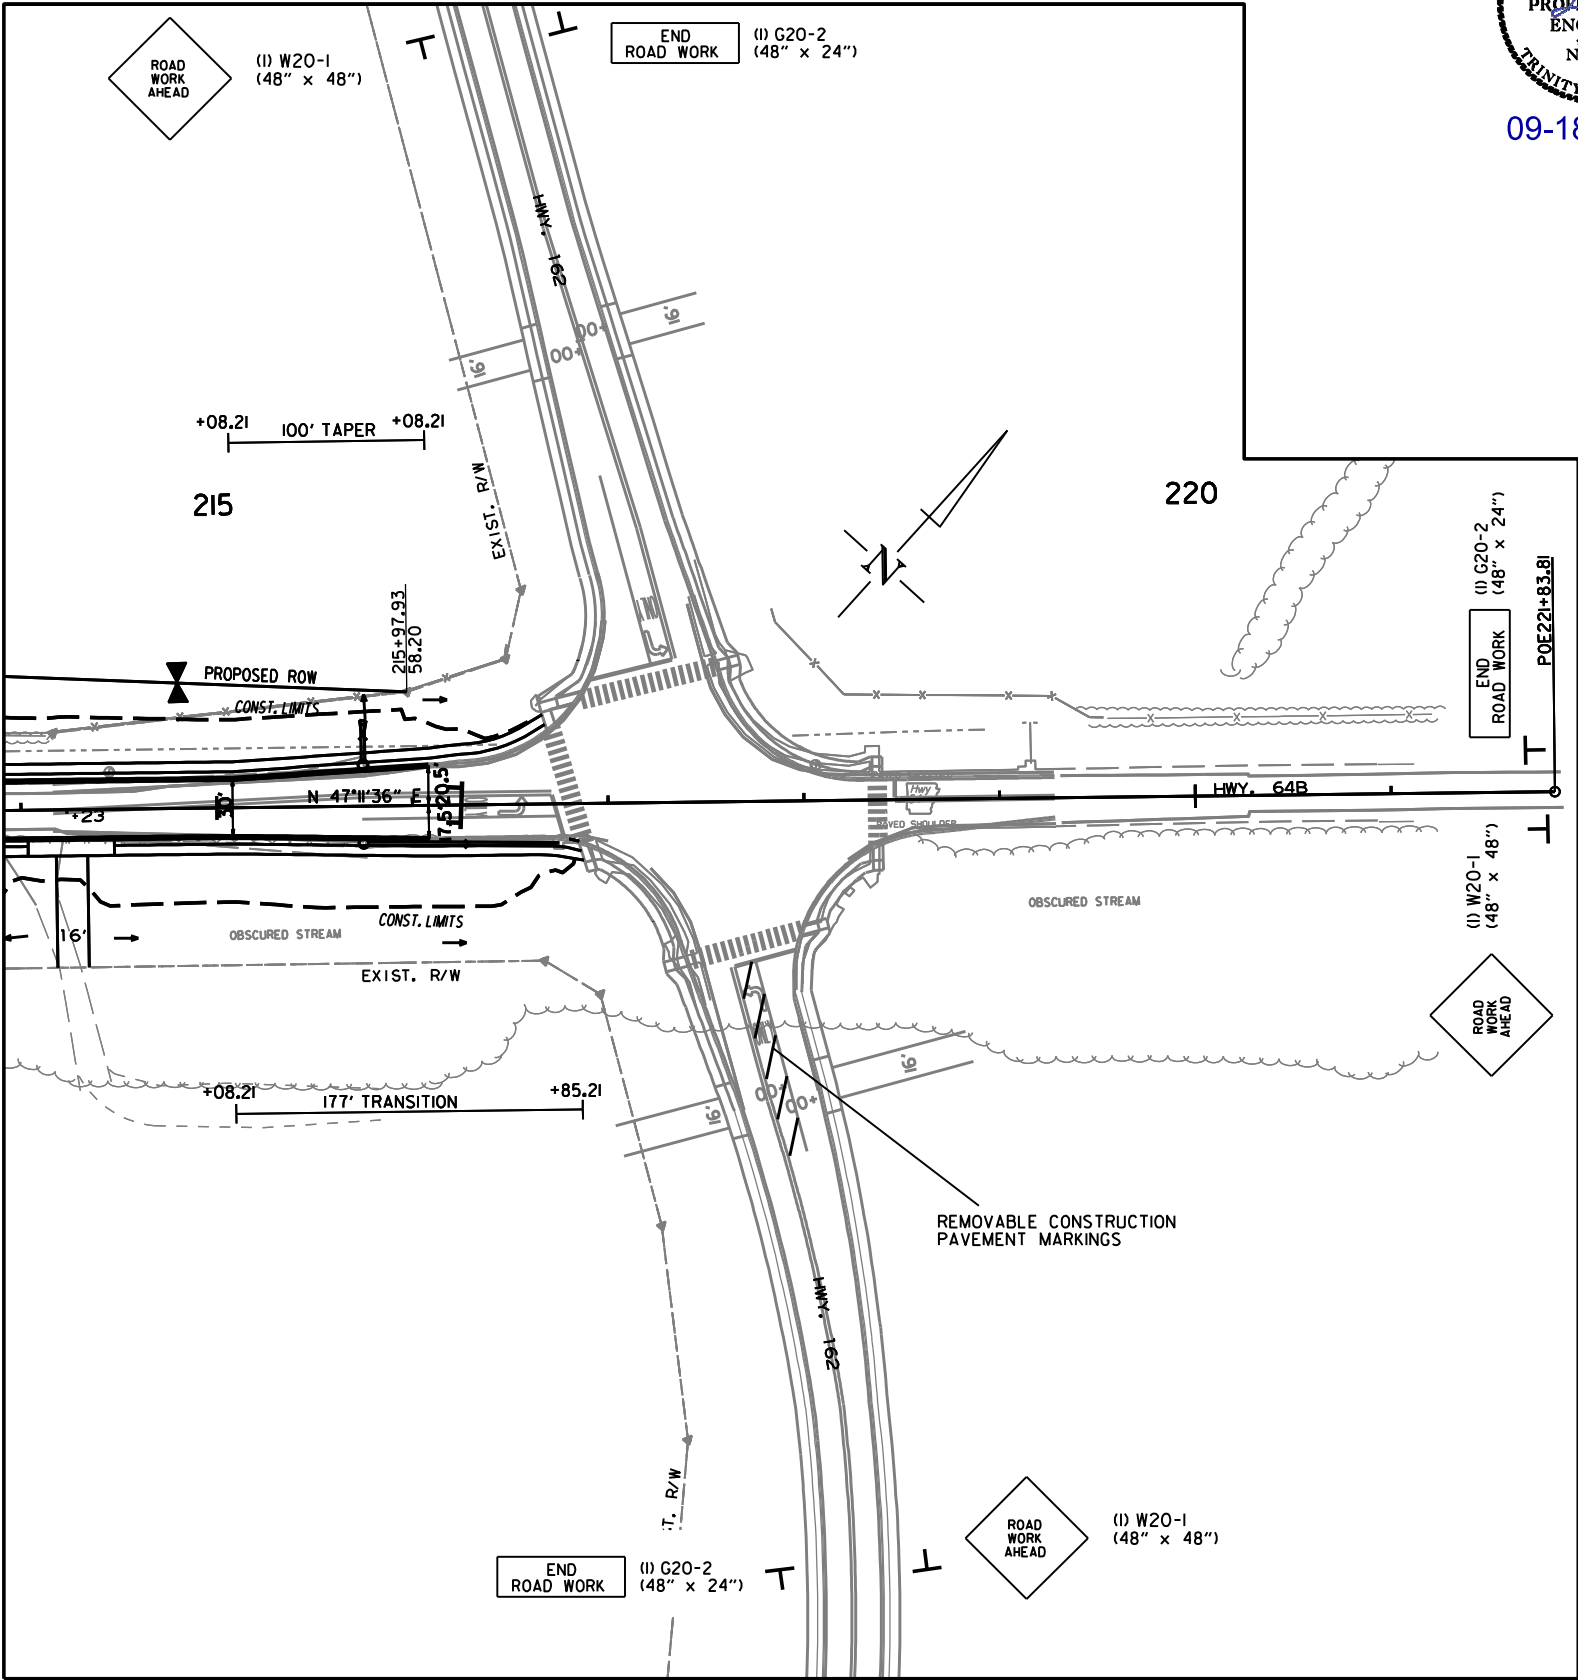 ROAD
WORK
AHEAD
(1) W20-1
(48" x 48")
END
ROAD WORK
(1) G20-2
(48" x 24")
TRINITY
09-18
HWY. 162
16'
16'
+00
+00
+08.21
100' TAPER
+08.21
215
EXIST. R/W
220
N
215+97.93
58.20
PROPOSED ROW
CONST. LIMITS
(1) G20-2
(48" x 24")
END
ROAD WORK
POE221+83.81
30'
N 47°11'36" E
20.5'
17.5'
+23
Hwy
PAVED SHOULDER
HWY. 64B
(1) W20-1
(48" x 48")
ROAD
WORK
AHEAD
16'
OBSCURED STREAM
CONST. LIMITS
EXIST. R/W
OBSCURED STREAM
+08.21
177' TRANSITION
+85.21
16'
16'
+00
+00
REMOVABLE CONSTRUCTION
PAVEMENT MARKINGS
HWY. 162
T. R/W
ROAD
WORK
AHEAD
(1) W20-1
(48" x 48")
END
ROAD WORK
(1) G20-2
(48" x 24")